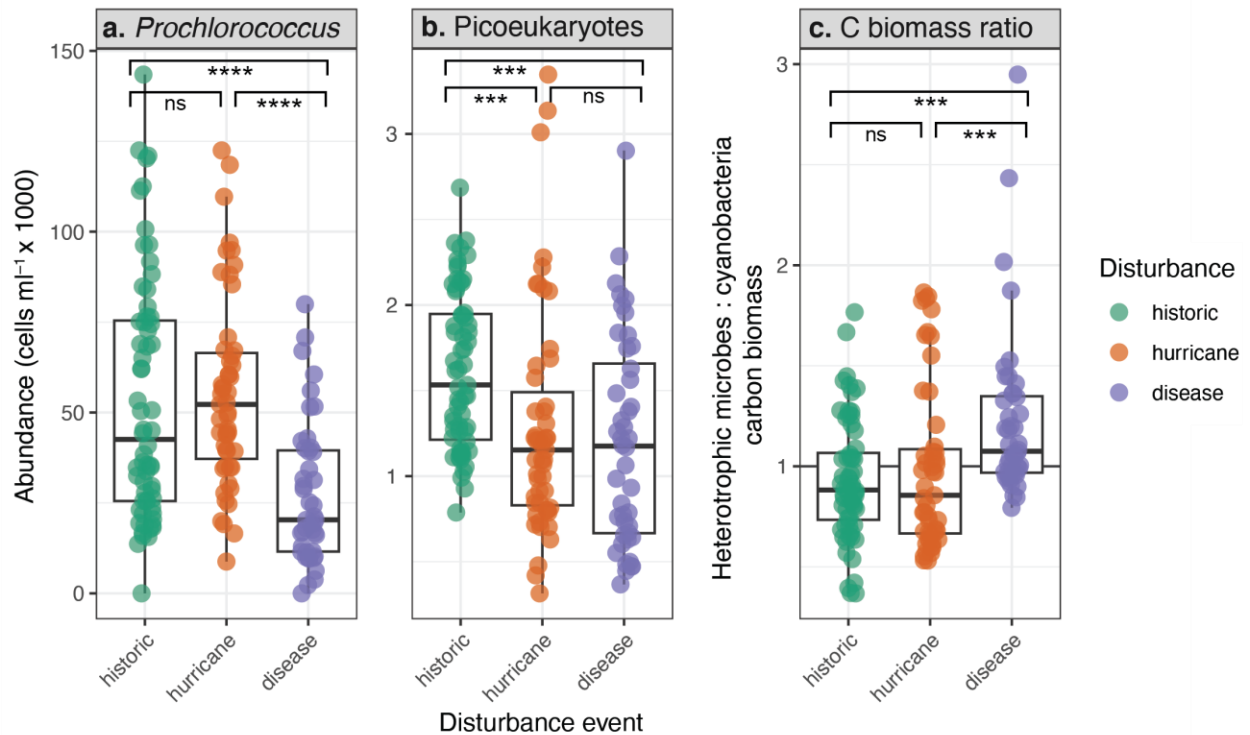 a. Prochlorococcus
b. Picoeukaryotes
c. C biomass ratio
Abundance (cells ml⁻¹ x 1000)
150
100
50
0
****
ns
****
historic
hurricane
disease
3
2
1
***
***
ns
historic
hurricane
disease
Disturbance event
Heterotrophic microbes : cyanobacteria
carbon biomass
3
2
1
***
ns
***
historic
hurricane
disease
Disturbance
historic
hurricane
disease